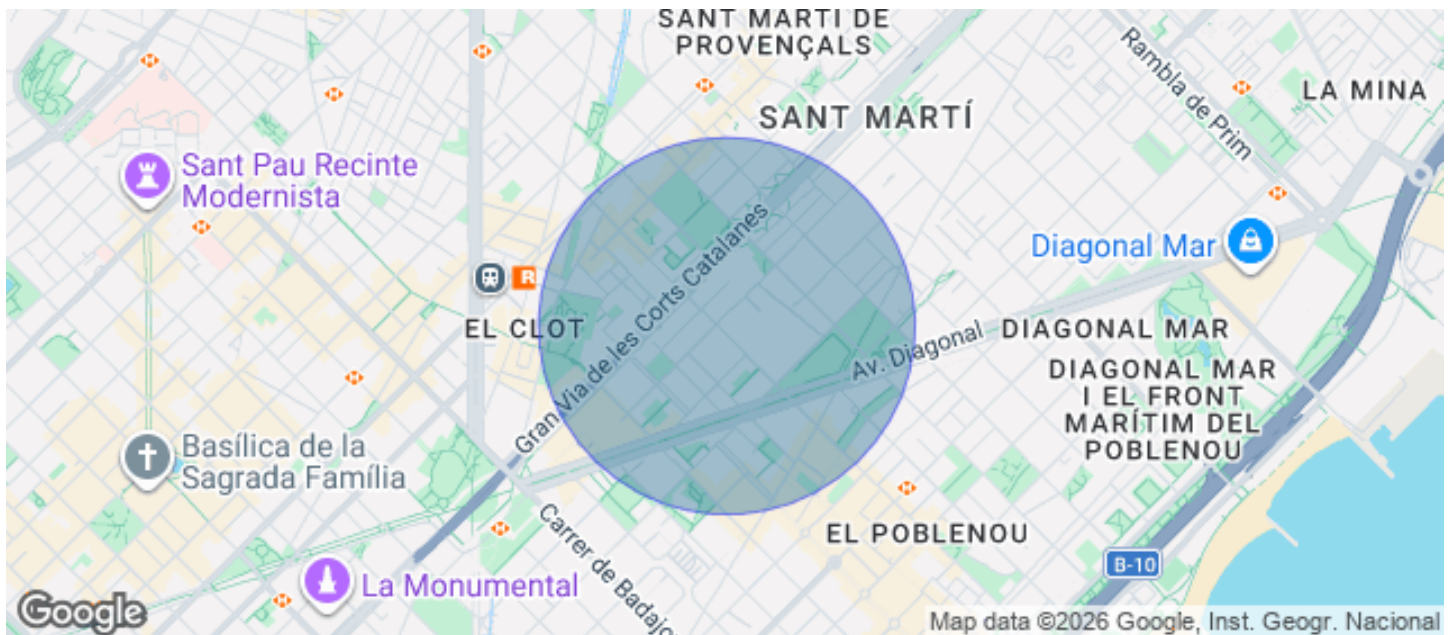 SANT MARTÍ DE
PROVENÇALS
SANT MARTÍ
Rambla de Prim
LA MINA
Sant Pau Recinte
Modernista
Gran Via de les Corts Catalanes
Diagonal Mar
R
EL CLOT
Av. Diagonal
DIAGONAL MAR
DIAGONAL MAR
I EL FRONT
MARÍTIM DEL
POBLENOU
Basílica de la
Sagrada Família
Carrer de Badajo
EL POBLENOU
B-10
La Monumental
Google
Map data ©2026 Google, Inst. Geogr. Nacional